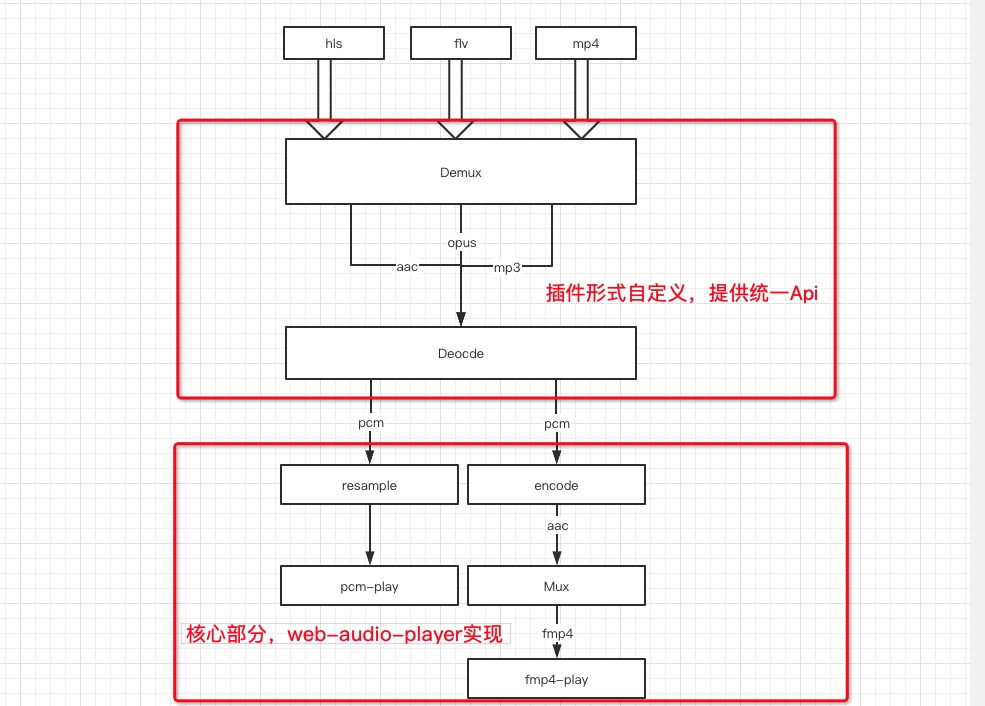 hls
flv
mp4
Demux
opus
aac
mp3
插件形式自定义，提供统一Api
Deocde
pcm
pcm
resample
encode
aac
pcm-play
Mux
核心部分，web-audio-player实现
fmp4
fmp4-play